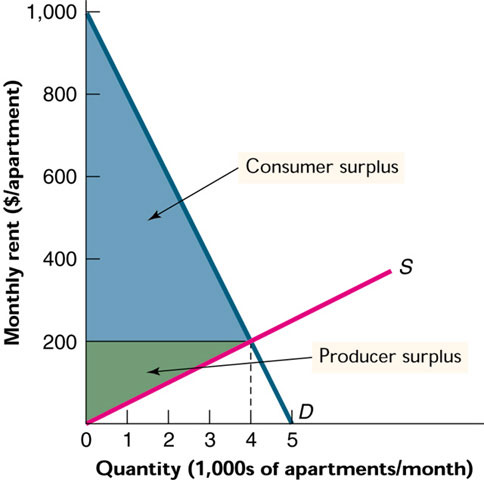 Monthly rent ($/apartment)
1,000
800
600
400
200
Consumer surplus
S
Producer surplus
D
0 1 2 3 4 5
Quantity (1,000s of apartments/month)